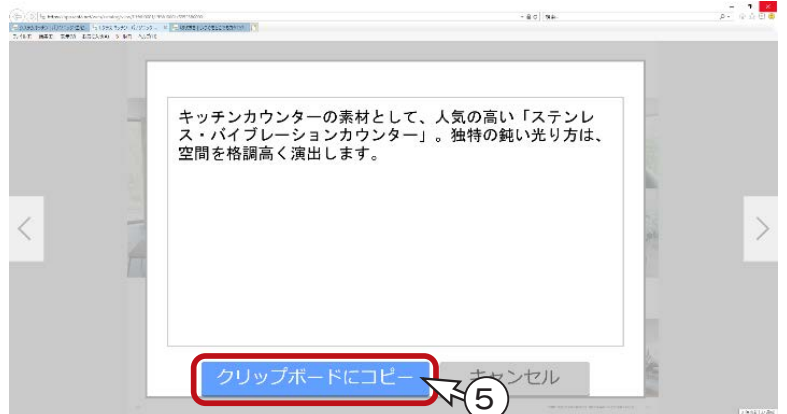 キッチンカウンターの素材として、人気の高い「ステンレ
ス・バイブレーションカウンター」。独特の鈍い光り方は、
空間を格調高く演出します。
クリップボードにコピー
キャンセル
⑤